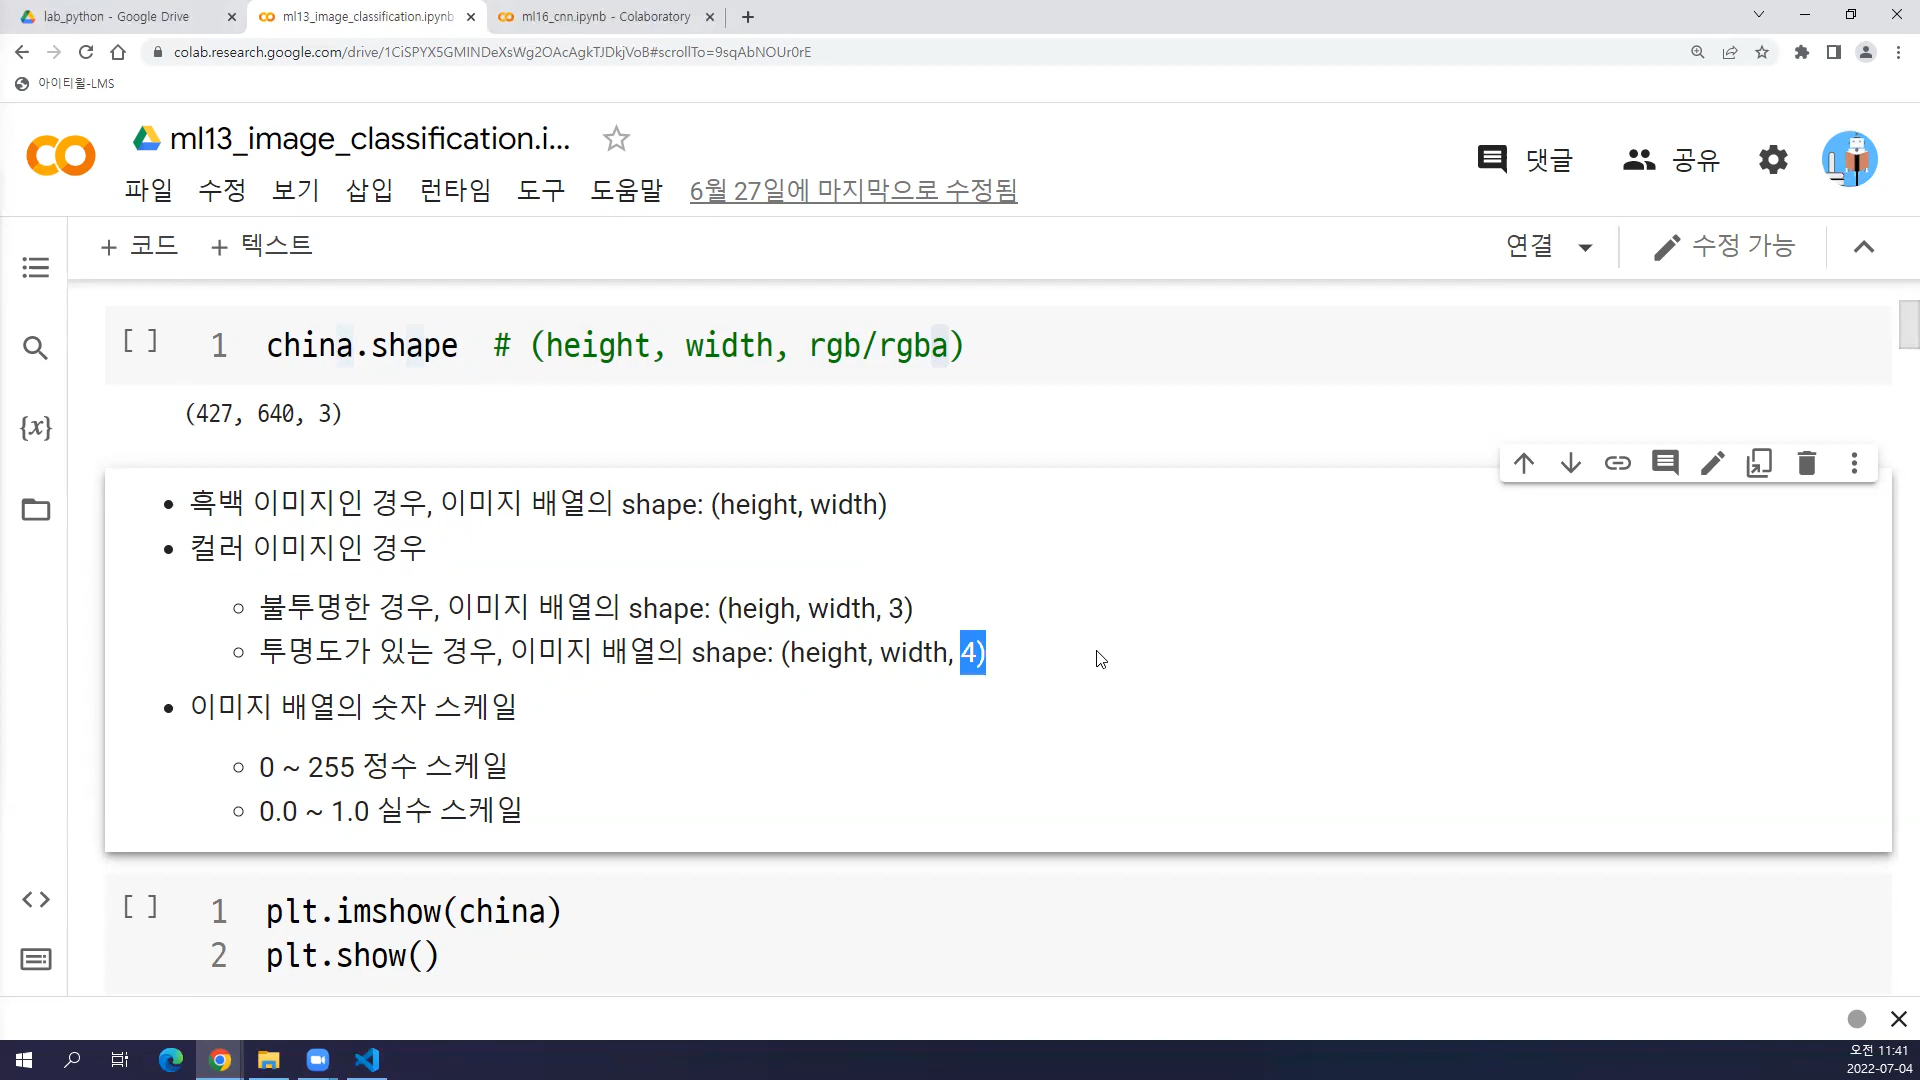 lab_python - Google Drive
ml13_image_classification.ipynb
ml16_cnn.ipynb - Colaboratory
colab.research.google.com/drive/1CiSPYX5GMINDeXsWg2OAcAgkTJDkjVoB#scrollTo=9sqAbNOUr0rE
아이티윌-LMS
ml13_image_classification.i...
댓글
공유
파일 수정 보기 삽입 런타임 도구 도움말 6월 27일에 마지막으로 수정됨
+ 코드 + 텍스트
연결
수정 가능
[ ] 1 china.shape # (height, width, rgb/rgba)
(427, 640, 3)
• 흑백 이미지인 경우, 이미지 배열의 shape: (height, width)
• 컬러 이미지인 경우
◦ 불투명한 경우, 이미지 배열의 shape: (heigh, width, 3)
◦ 투명도가 있는 경우, 이미지 배열의 shape: (height, width, 4)
• 이미지 배열의 숫자 스케일
◦ 0 ~ 255 정수 스케일
◦ 0.0 ~ 1.0 실수 스케일
[ ] 1 plt.imshow(china)
2 plt.show()
오전 11:41
2022-07-04